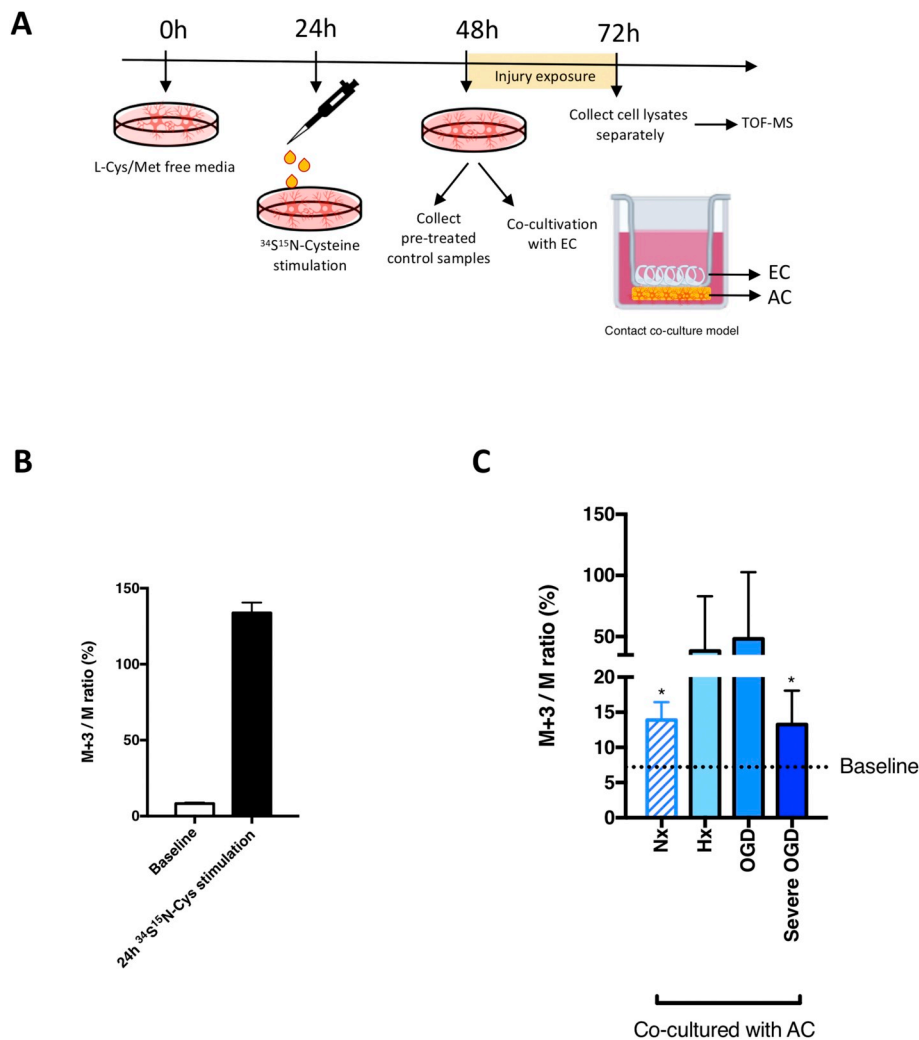 A
0h 24h 48h 72h
Injury exposure
L-Cys/Met free media
³⁴S¹⁵N-Cysteine
stimulation
Collect
pre-treated
control samples
Co-cultivation
with EC
Collect cell lysates
separately
TOF-MS
EC
AC
Contact co-culture model
B
M+3 / M ratio (%)
150
100
50
0
Baseline
24h ³⁴S¹⁵N-Cys stimulation
C
M+3 / M ratio (%)
150
100
50
20
15
10
5
0
*
*
Baseline
Nx
Hx
OGD
Severe OGD
Co-cultured with AC